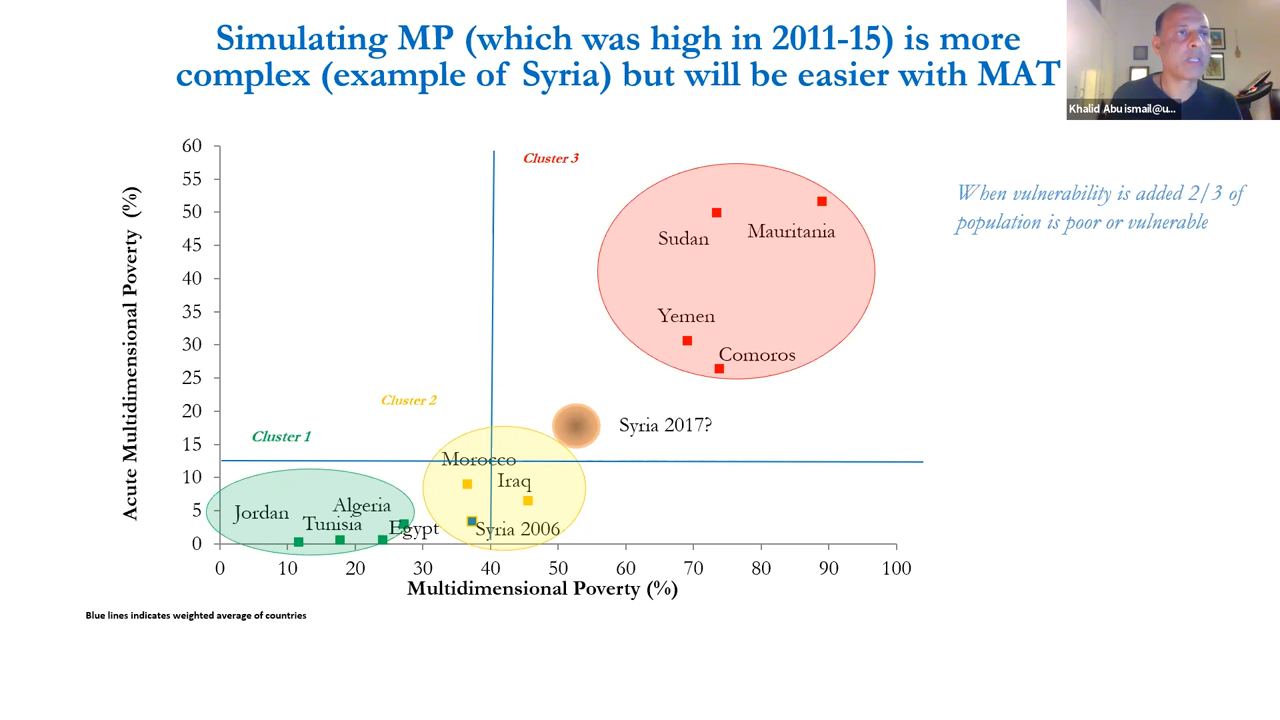 Simulating MP (which was high in 2011-15) is more
complex (example of Syria) but will be easier with MAT
Khalid Abu ismail@u...
When vulnerability is added 2/3 of
population is poor or vulnerable
Acute Multidimensional Poverty (%)
60
55
50
45
40
35
30
25
20
15
10
5
0
Cluster 3
Sudan
Mauritania
Yemen
Comoros
Cluster 2
Syria 2017?
Cluster 1
Morocco
Iraq
Syria 2006
Jordan
Algeria
Tunisia
Egypt
0 10 20 30 40 50 60 70 80 90 100
Multidimensional Poverty (%)
Blue lines indicates weighted average of countries